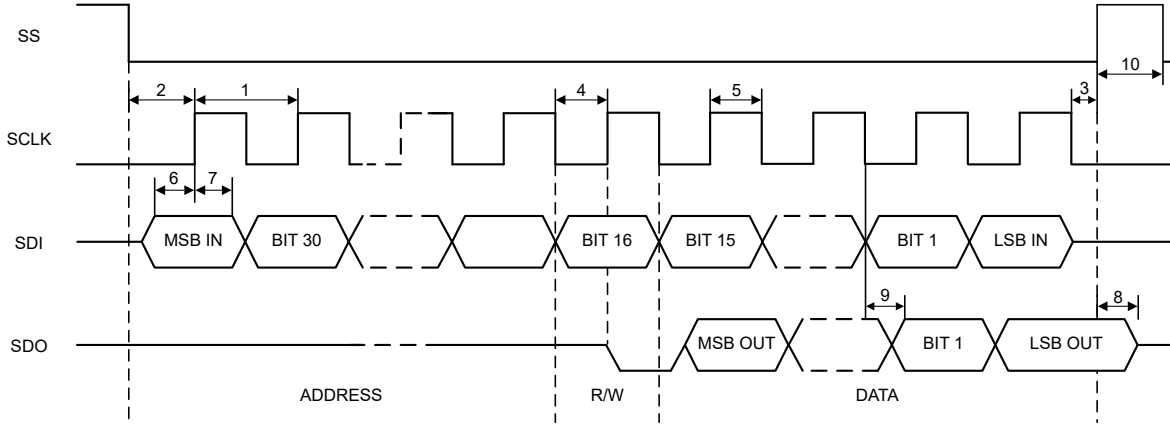 SS
10
2
1
4
5
3
SCLK
6
7
SDI
MSB IN
BIT 30
BIT 16
BIT 15
BIT 1
LSB IN
9
8
SDO
MSB OUT
BIT 1
LSB OUT
ADDRESS
R/W
DATA